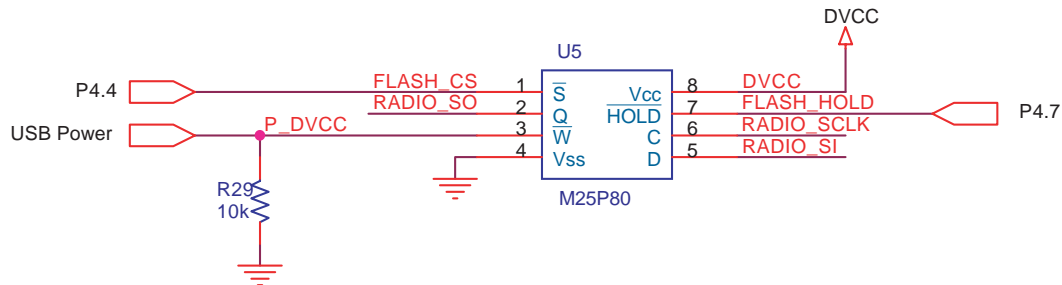 DVCC
U5
P4.4
FLASH_CS
1
S
Vcc
8
DVCC
RADIO_SO
2
Q
HOLD
7
FLASH_HOLD
P4.7
USB Power
P_DVCC
3
W
C
6
RADIO_SCLK
4
Vss
D
5
RADIO_SI
R29
10k
M25P80